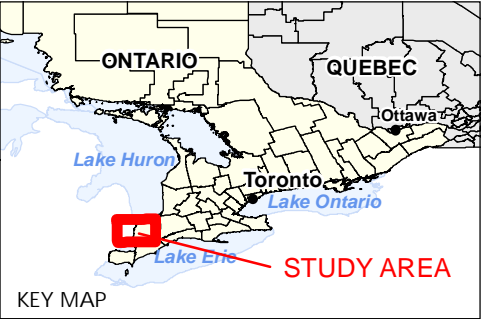 ONTARIO
QUEBEC
Ottawa
Lake Huron
Toronto
Lake Ontario
Lake Erie
STUDY AREA
KEY MAP